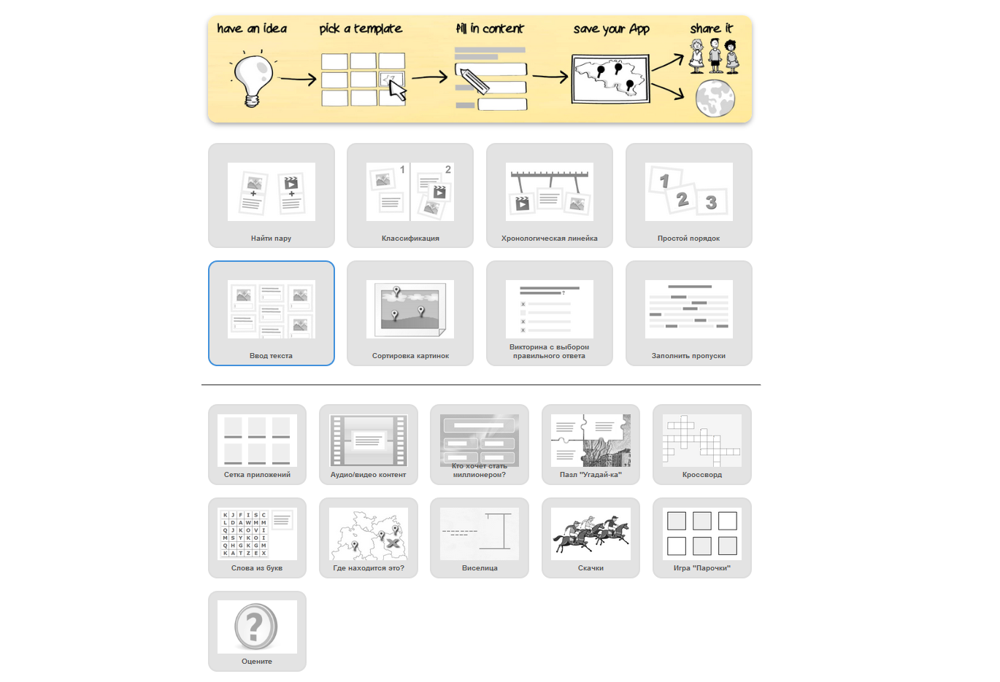 have an idea
pick a template
fill in content
save your App
share it
1
2
1
2
3
Найти пару
Классификация
Хронологическая линейка
Простой порядок
?
x
x
x
Ввод текста
Сортировка картинок
Викторина с выбором
правильного ответа
Заполнить пропуски
Сетка приложений
Аудио/видео контент
Кто хочет стать
миллионером?
Пазл "Угадай-ка"
Кроссворд
K J F I S C
L D A W M M
Q J K O V I
M S Y K O I
Q H G K G M
K A T Z E X
Слова из букв
Где находится это?
Виселица
Скачки
Игра "Парочки"
?
Оцените